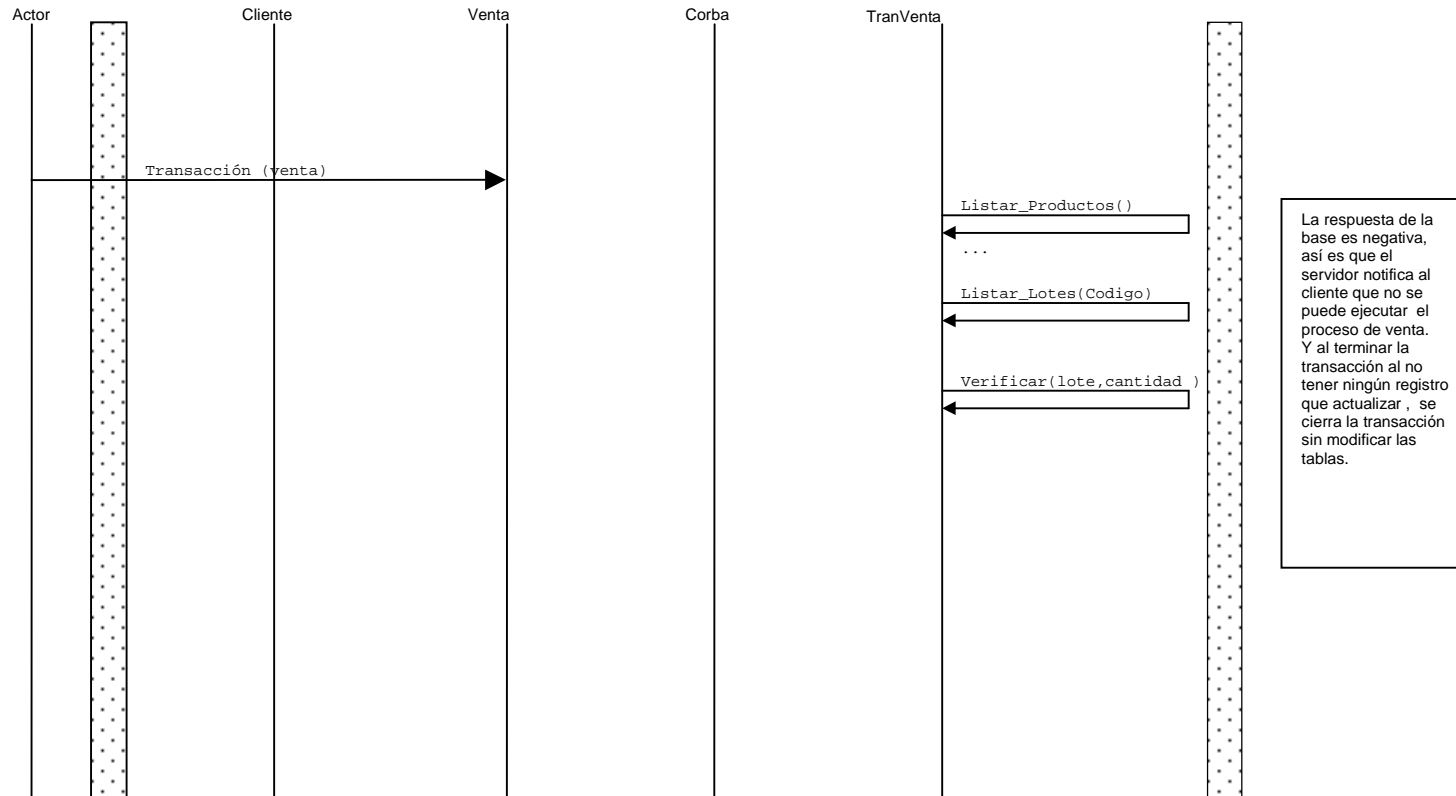 Actor
Cliente
Venta
Corba
TranVenta
Transacción (venta)
Listar_Productos()
...
Listar_Lotes(Codigo)
Verificar(lote,cantidad )
La respuesta de la
base es negativa,
así es que el
servidor notifica al
cliente que no se
puede ejecutar  el
proceso de venta.
Y al terminar la
transacción al no
tener ningún registro
que actualizar ,  se
cierra la transacción
sin modificar las
tablas.